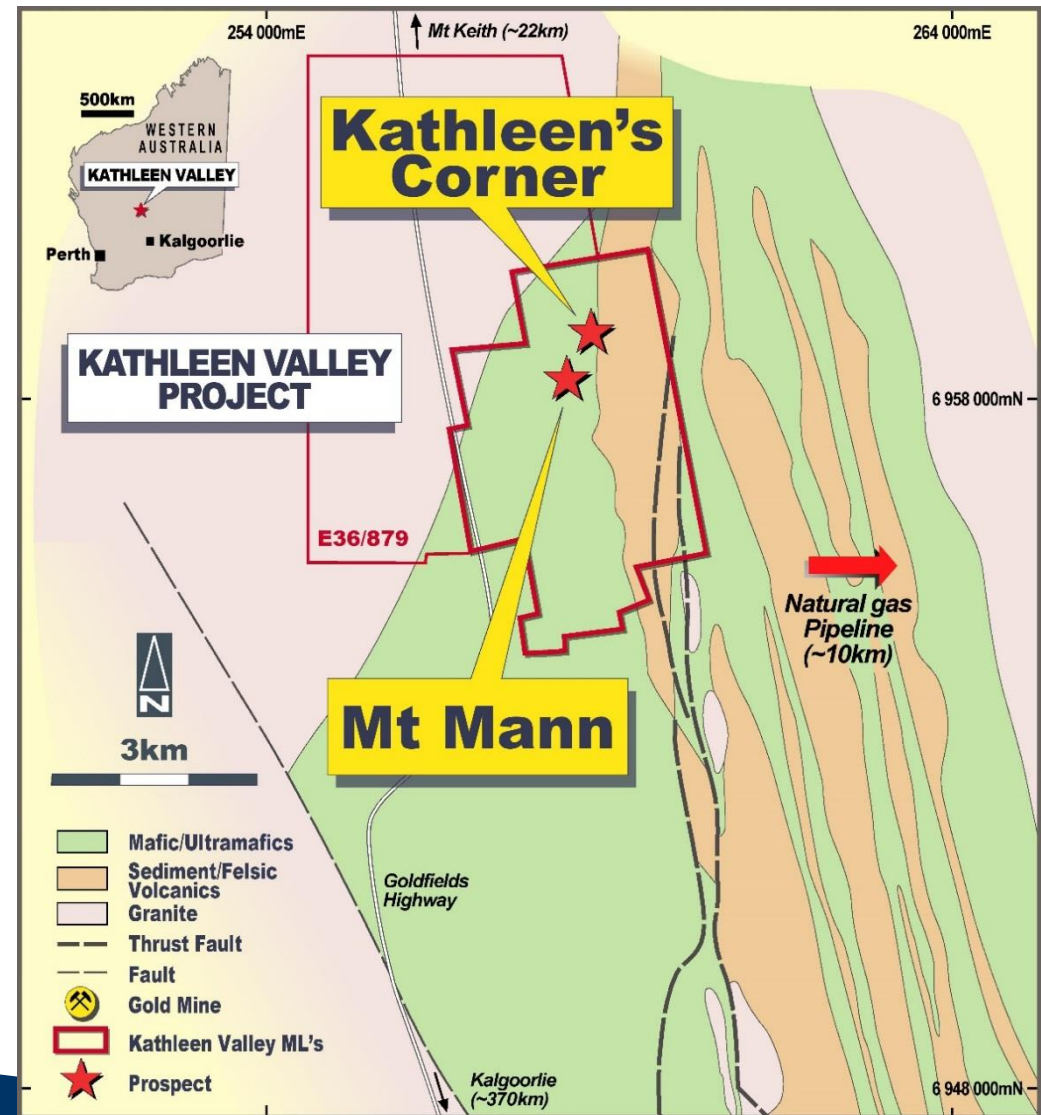 254 000mE
Mt Keith (~22km)
264 000mE
500km
WESTERN
AUSTRALIA
KATHLEEN VALLEY
Kalgoorlie
Perth
Kathleen's
Corner
KATHLEEN VALLEY
PROJECT
6 958 000mN
E36/879
Natural gas
Pipeline
(~10km)
N
Mt Mann
3km
Mafic/Ultramafics
Sediment/Felsic
Volcanics
Granite
Thrust Fault
Fault
Gold Mine
Kathleen Valley ML's
Prospect
Goldfields
Highway
Kalgoorlie
(~370km)
6 948 000mN